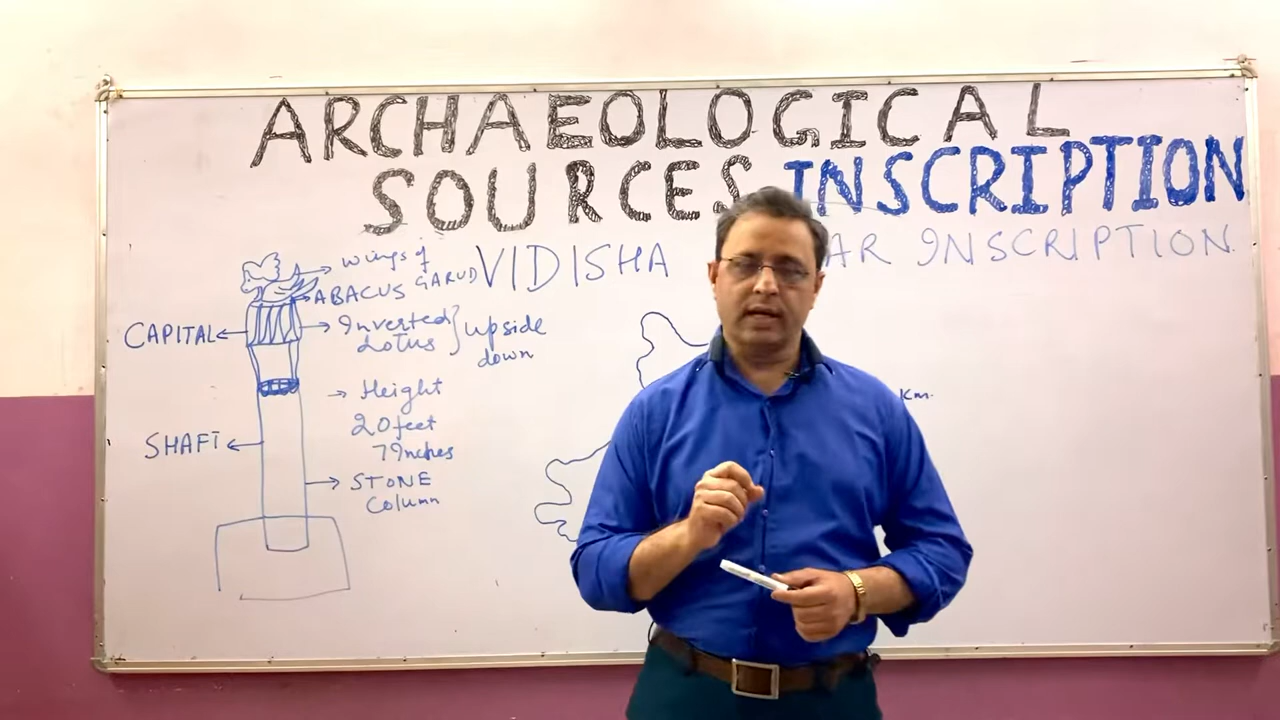 ARCHAEOLOGICAL
SOURCES INSCRIPTION
VIDISHA AR INSCRIPTION
wings of
GARUD
ABACUS
CAPITAL
Inverted
Lotus
upside
down
Height
20 feet
7 Inches
SHAFT
STONE
Column
Km.